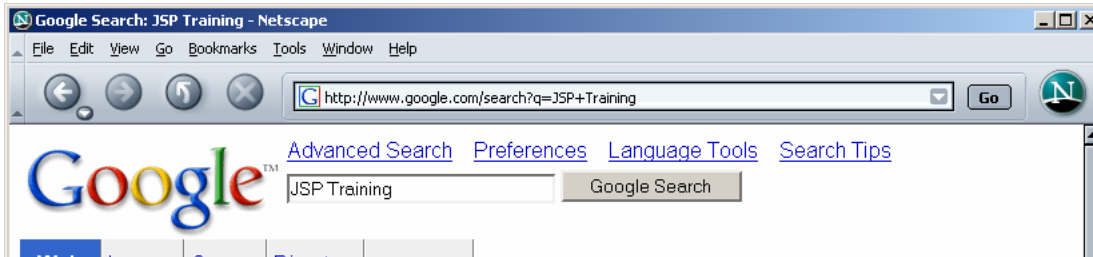 Google Search: JSP Training - Netscape
File Edit View Go Bookmarks Tools Window Help
http://www.google.com/search?q=JSP+Training Go
Advanced Search Preferences Language Tools Search Tips
Google™ JSP Training Google Search